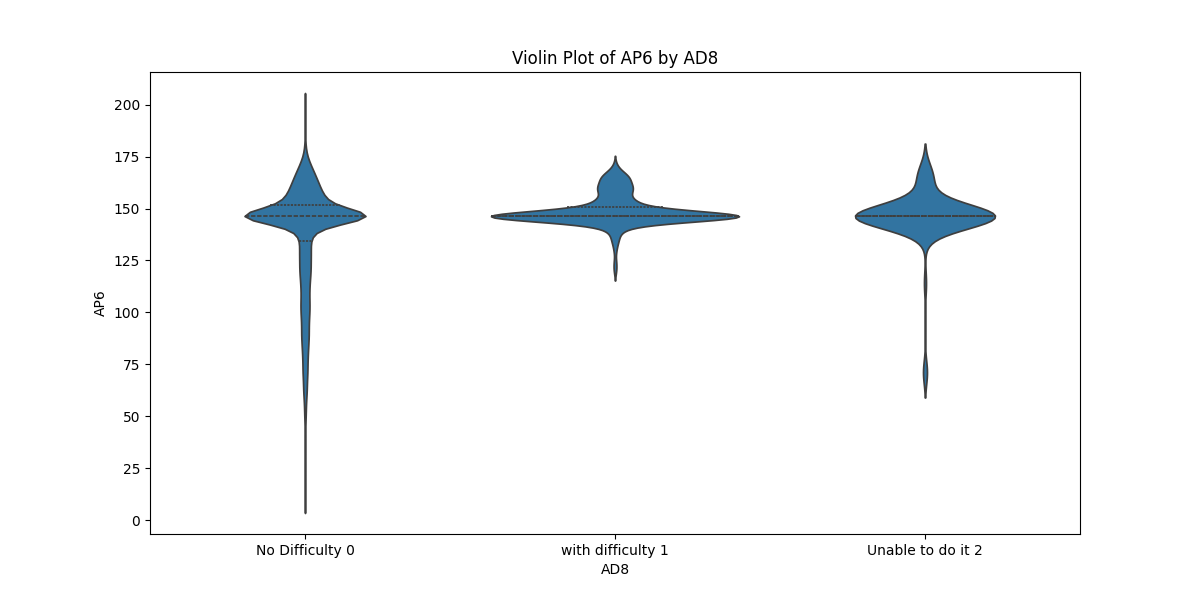 Violin Plot of AP6 by AD8
AP6
200
175
150
125
100
75
50
25
0
No Difficulty 0
with difficulty 1
Unable to do it 2
AD8